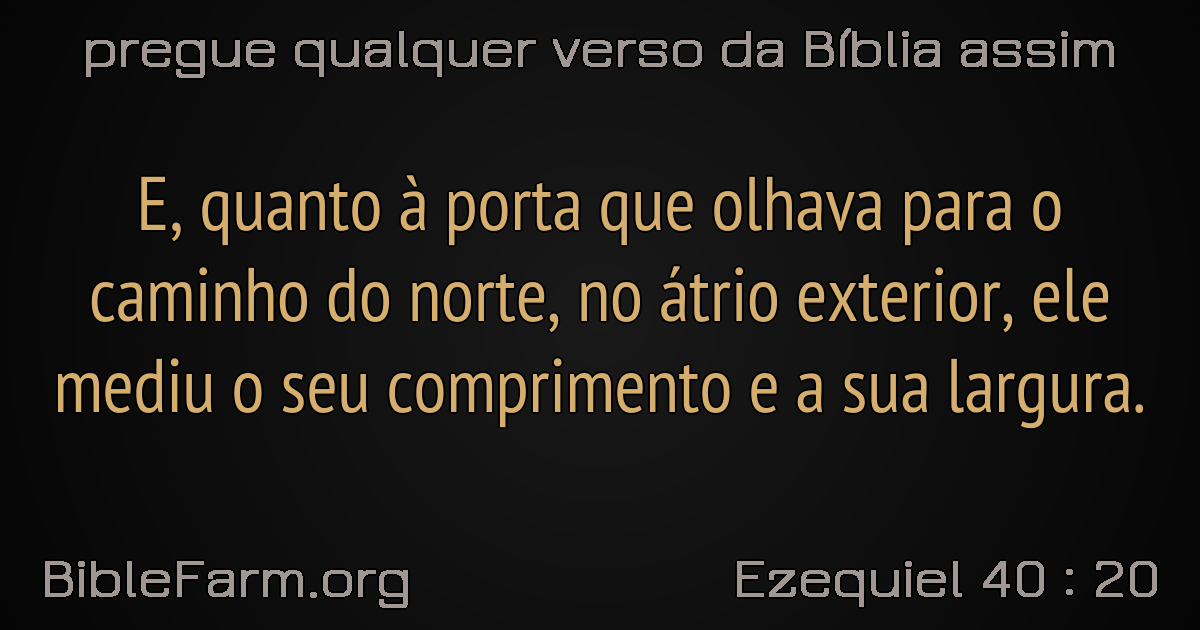 pregue qualquer verso da Bíblia assim
E, quanto à porta que olhava para o
caminho do norte, no átrio exterior, ele
mediu o seu comprimento e a sua largura.
BibleFarm.org
Ezequiel 40 : 20